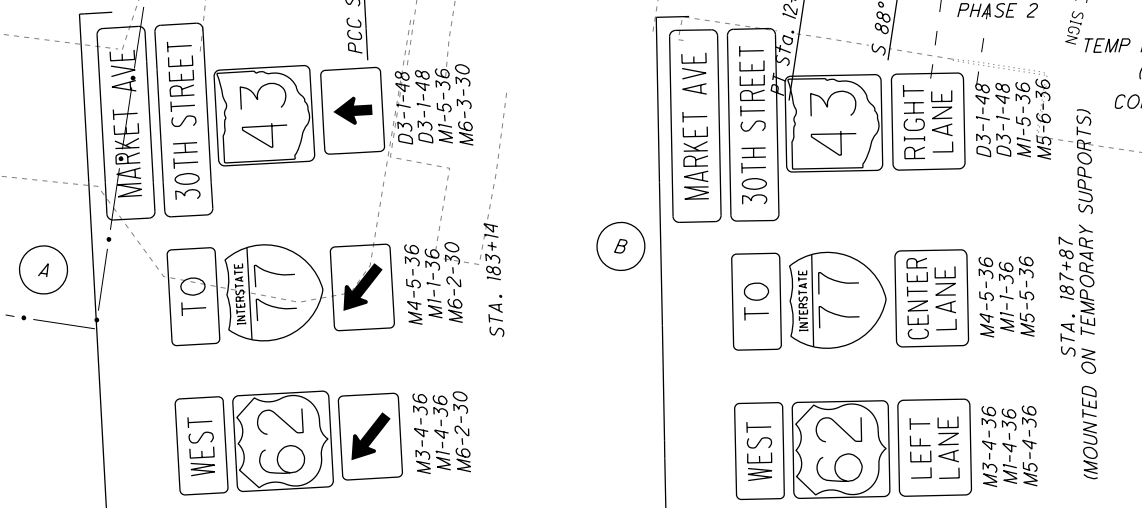 A
MARKET AVE
30TH STREET
43
D3-1-48
D3-1-48
M1-5-36
M6-3-30
TO
INTERSTATE
77
M4-5-36
M1-1-36
M6-2-30
WEST
62
M3-4-36
M1-4-36
M6-2-30
STA. 183+14
PCC S
B
MARKET AVE
30TH STREET
43
RIGHT
LANE
D3-1-48
D3-1-48
M1-5-36
M5-6-36
TO
INTERSTATE
77
CENTER
LANE
M4-5-36
M1-1-36
M5-5-36
WEST
62
LEFT
LANE
M3-4-36
M1-4-36
M5-4-36
STA. 187+87
(MOUNTED ON TEMPORARY SUPPORTS)
PT Sta. 12+
S 88°
PHASE 2
SIGN
TEMP